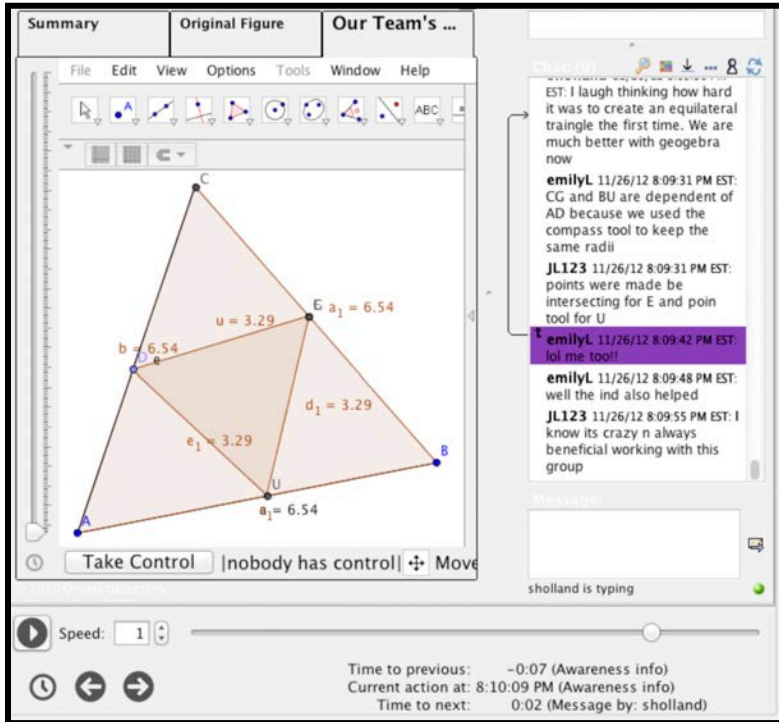 Summary
Original Figure
Our Team's ...
File Edit View Options Tools Window Help
ABC
C
E
a₁ = 6.54
u = 3.29
b = 6.54
D
e
d₁ = 3.29
e₁ = 3.29
B
U
a₁ = 6.54
A
Take Control
|nobody has control|
Move
EST: I laugh thinking how hard
it was to create an equilateral
traingle the first time. We are
much better with geogebra
now
emilyL 11/26/12 8:09:31 PM EST:
CG and BU are dependent of
AD because we used the
compass tool to keep the
same radii
JL123 11/26/12 8:09:31 PM EST:
points were made be
intersecting for E and poin
tool for U
t
emilyL 11/26/12 8:09:42 PM EST:
lol me too!!
emilyL 11/26/12 8:09:48 PM EST:
well the ind also helped
JL123 11/26/12 8:09:55 PM EST: I
know its crazy n always
beneficial working with this
group
Message:
sholland is typing
Speed: 1
Time to previous: -0:07 (Awareness info)
Current action at: 8:10:09 PM (Awareness info)
Time to next: 0:02 (Message by: sholland)